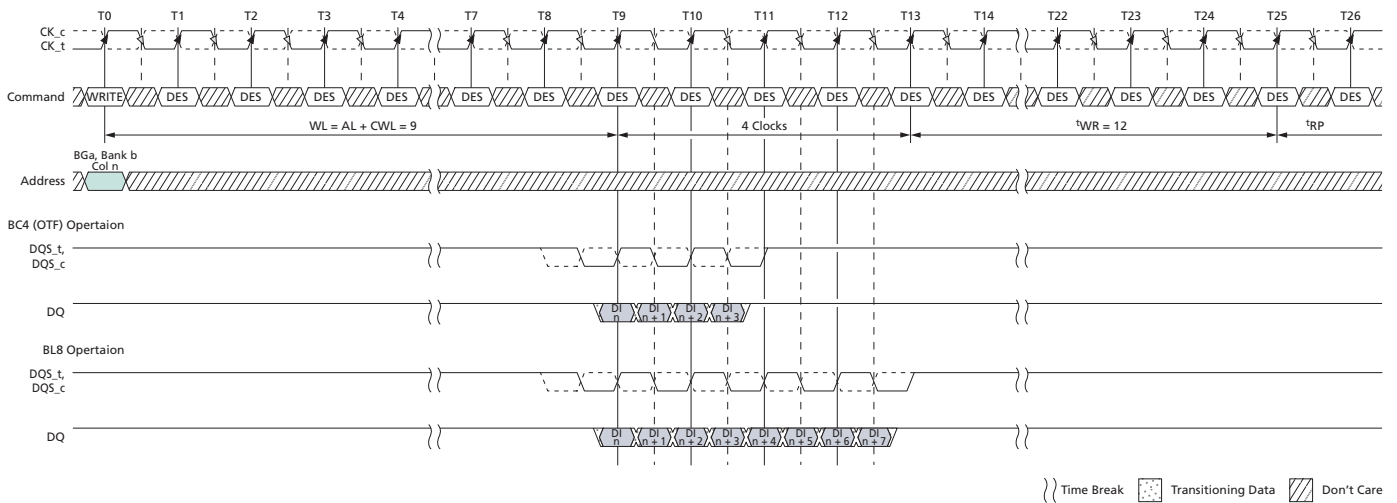 T0 T1 T2 T3 T4 T7 T8 T9 T10 T11 T12 T13 T14 T22 T23 T24 T25 T26
CK_c
CK_t
Command WRITE DES DES DES DES DES DES DES DES DES DES DES DES DES DES DES DES DES
WL = AL + CWL = 9 4 Clocks tWR = 12 tRP
BGa, Bank b
Col n
Address
BC4 (OTF) Opertaion
DQS_t,
DQS_c
DQ DI n DI n + 1 DI n + 2 DI n + 3
BL8 Opertaion
DQS_t,
DQS_c
DQ DI n DI n + 1 DI n + 2 DI n + 3 DI n + 4 DI n + 5 DI n + 6 DI n + 7
Time Break Transitioning Data Don't Care